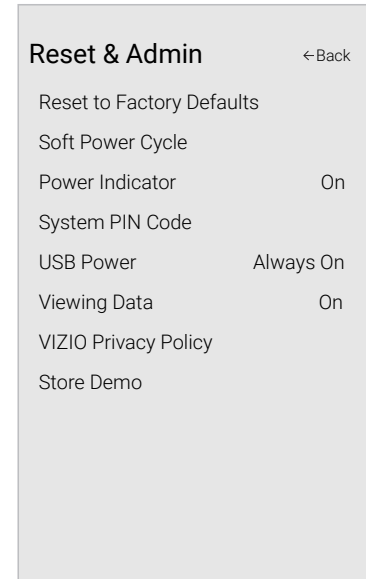 Reset & Admin ←Back
Reset to Factory Defaults
Soft Power Cycle
Power Indicator On
System PIN Code
USB Power Always On
Viewing Data On
VIZIO Privacy Policy
Store Demo